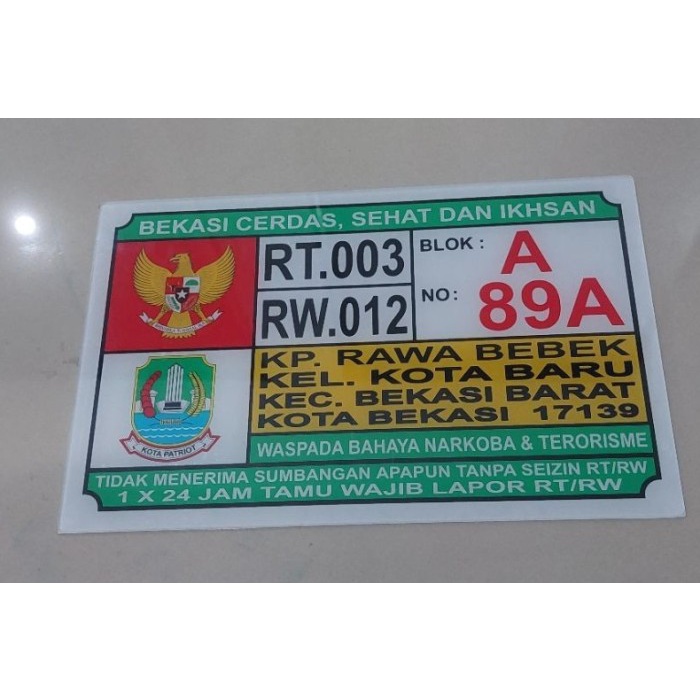 BEKASI CERDAS, SEHAT DAN IKHSAN
RT.003
RW.012
BLOK : A
NO : 89A
KP. RAWA BEBEK
KEL. KOTA BARU
KEC. BEKASI BARAT
KOTA BEKASI 17139
KOTA PATRIOT
WASPADA BAHAYA NARKOBA & TERORISME
TIDAK MENERIMA SUMBANGAN APAPUN TANPA SEIZIN RT/RW
1 X 24 JAM TAMU WAJIB LAPOR RT/RW